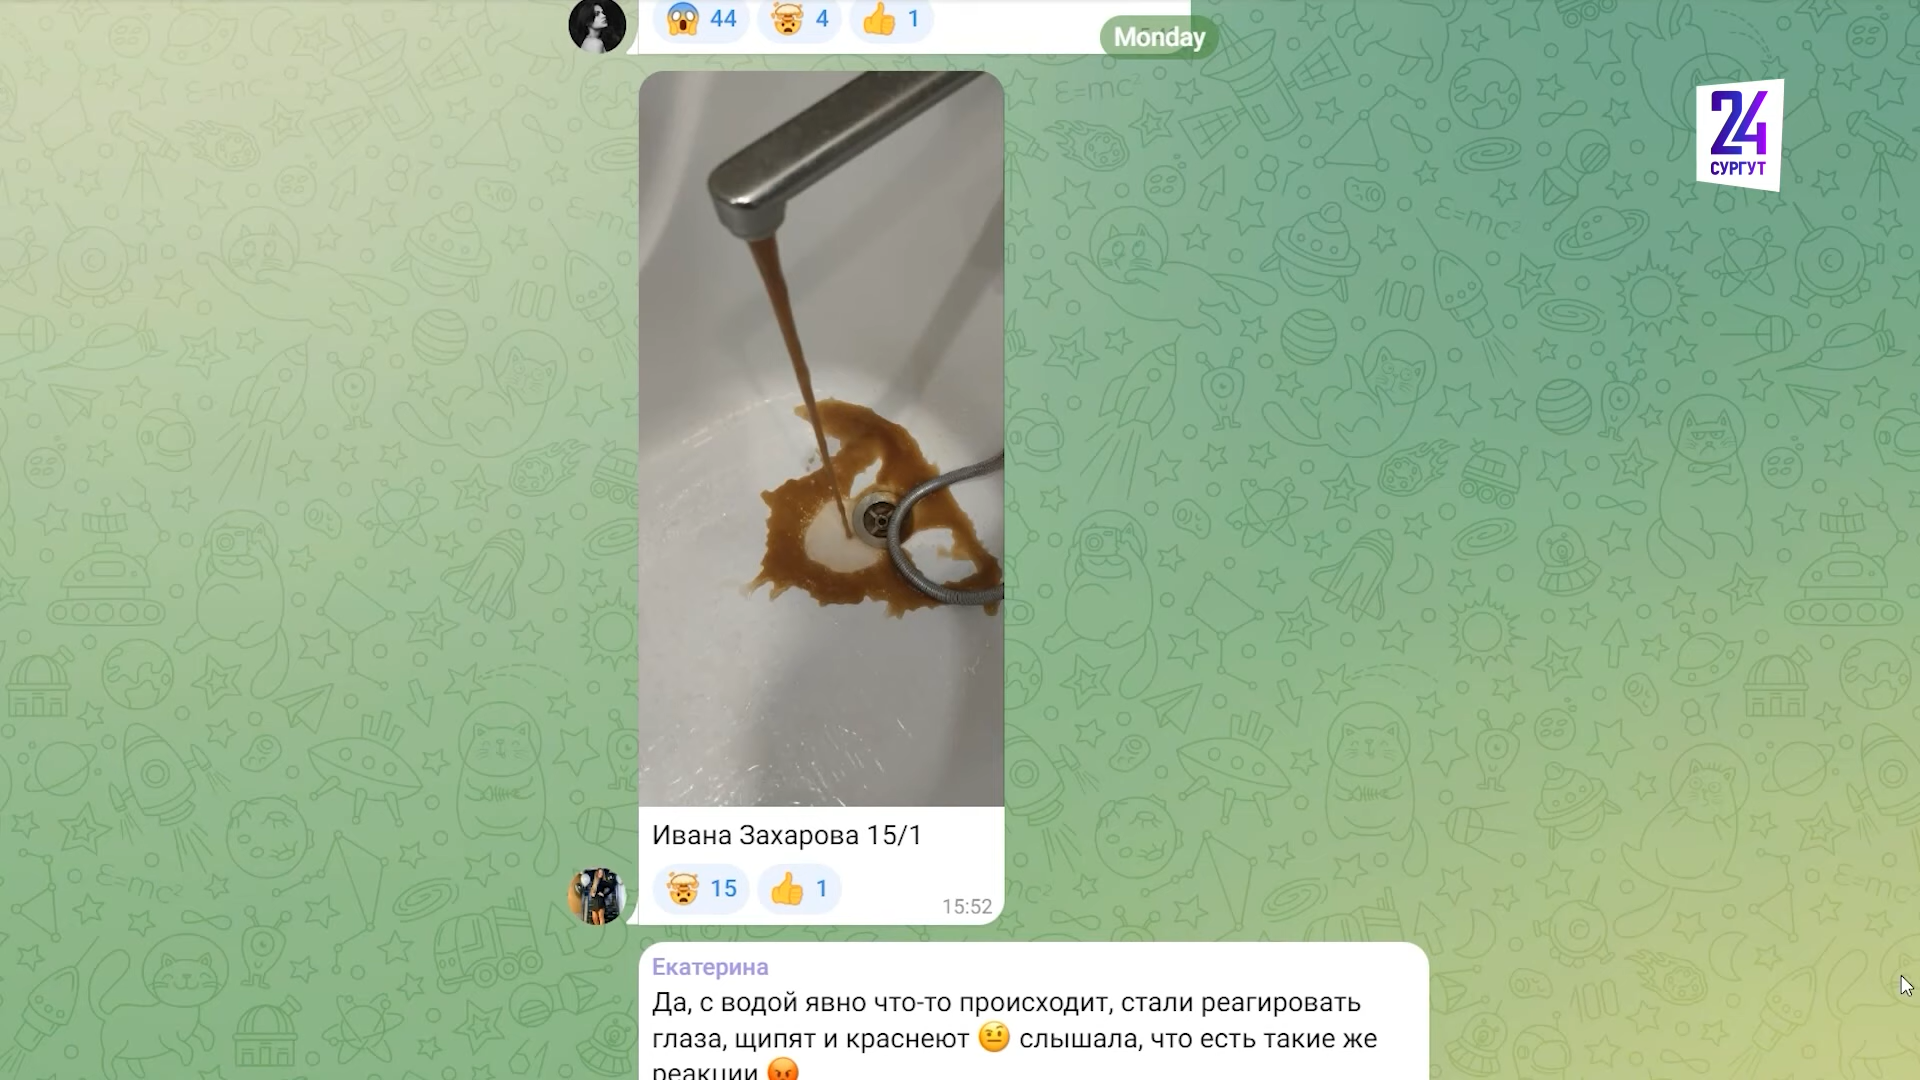 44
4
1
Monday
24
СУРГУТ
Ивана Захарова 15/1
15
1
15:52
Екатерина
Да, с водой явно что-то происходит, стали реагировать
глаза, щипят и краснеют 🤨 слышала, что есть такие же
реакции 😡